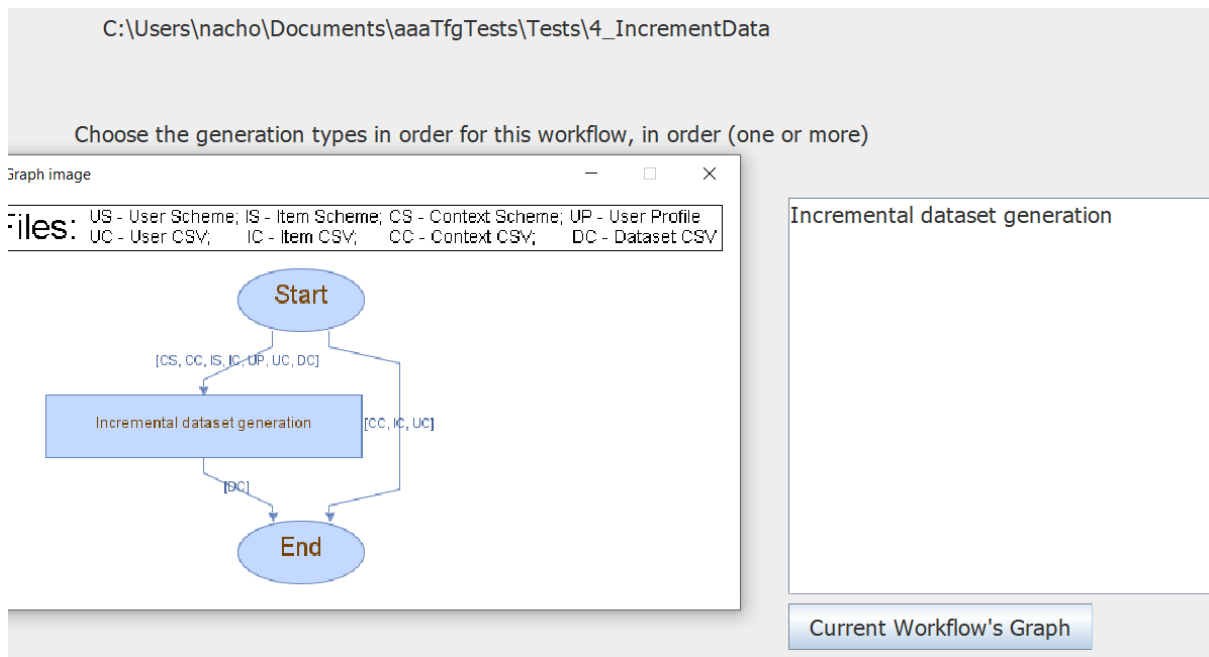 C:\Users\nacho\Documents\aaaTfgTests\Tests\4_IncrementData
Choose the generation types in order for this workflow, in order (one or more)
Graph image
Files:
US - User Scheme; IS - Item Scheme; CS - Context Scheme; UP - User Profile
UC - User CSV; IC - Item CSV; CC - Context CSV; DC - Dataset CSV
Start
[CS, CC, IS, IC, UP, UC, DC]
Incremental dataset generation
[CC, IC, UC]
[DC]
End
Incremental dataset generation
Current Workflow's Graph